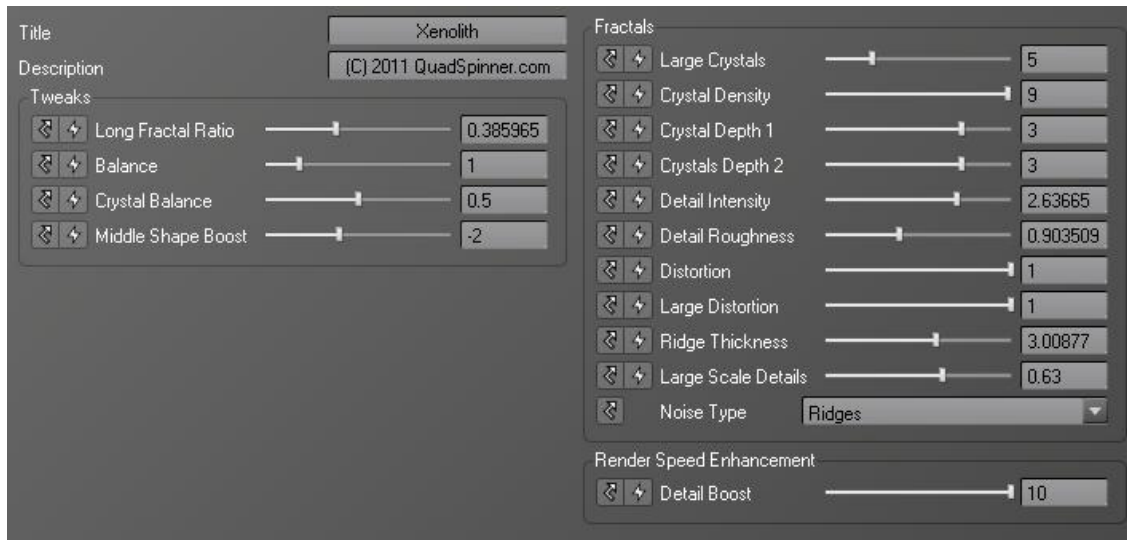 Title Xenolith
Description (C) 2011 QuadSpinner.com
Tweaks
Long Fractal Ratio 0.385965
Balance 1
Crystal Balance 0.5
Middle Shape Boost -2
Fractals
Large Crystals 5
Crystal Density 9
Crystal Depth 1 3
Crystals Depth 2 3
Detail Intensity 2.63665
Detail Roughness 0.903509
Distortion 1
Large Distortion 1
Ridge Thickness 3.00877
Large Scale Details 0.63
Noise Type Ridges
Render Speed Enhancement
Detail Boost 10